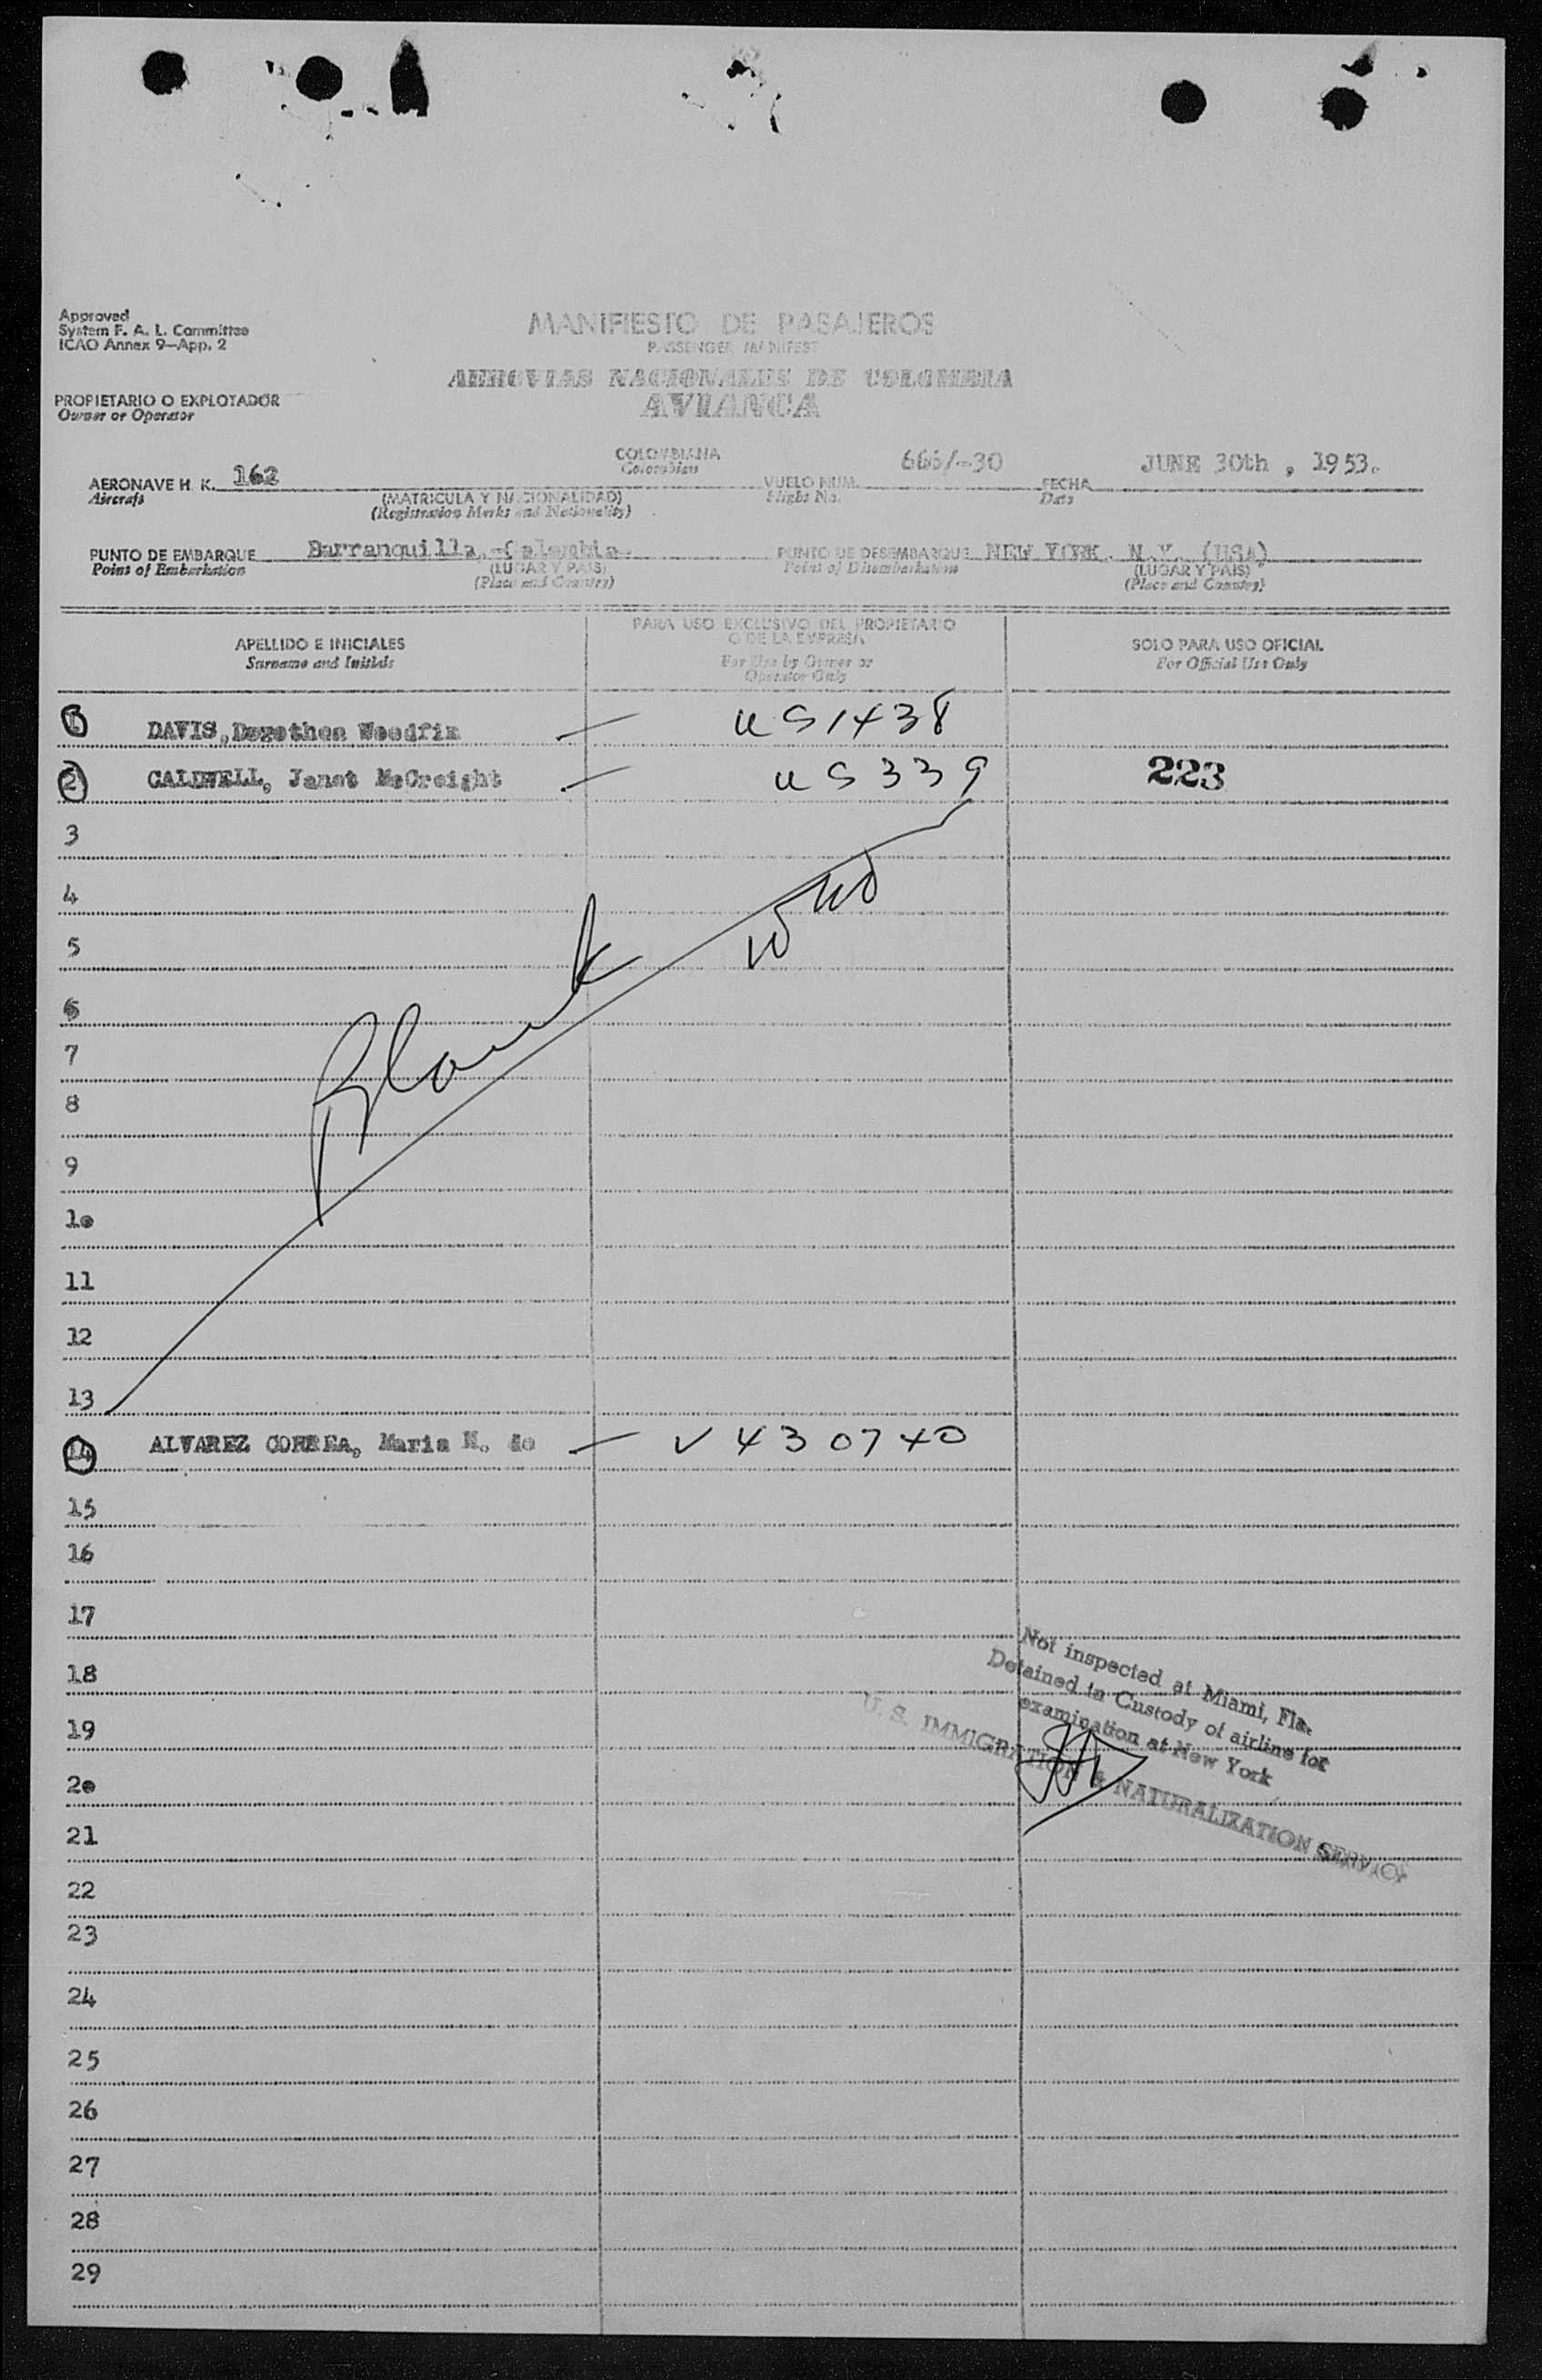 Approved
System F. A. L. Committee
ICAO Annex 9—App. 2
MANIFIESTO DE PASAJEROS
PASSENGER MANIFEST
AEROVIAS NACIONALES DE COLOMBIA
AVIANCA
PROPIETARIO O EXPLOTADOR
Owner or Operator
AERONAVE H. K. 162
Aircraft
COLOMBIANA
Colombian
(MATRICULA Y NACIONALIDAD)
(Registration Marks and Nationality)
VUELO NUM. 666/-30
Flight No.
FECHA JUNE 30th, 1953.
Date
PUNTO DE EMBARQUE Barranquilla, Colombia
Point of Embarkation
(LUGAR Y PAIS)
(Place and Country)
PUNTO DE DESEMBARQUE NEW YORK. N.Y. (USA)
Point of Disembarkation
(LUGAR Y PAIS)
(Place and Country)
APELLIDO E INICIALES
Surname and Initials
PARA USO EXCLUSIVO DEL PROPIETARIO
O DE LA EMPRESA
For Use by Owner or
Operator Only
SOLO PARA USO OFICIAL
For Official Use Only
1 DAVIS, Dorothea Woodfin — US1438
2 CALDWELL, Janet McCreight — US339 223
3
4
5
6
7
Blank
8
9
10
11
12
13
14 ALVAREZ CORREA, Maria N. de — V430740
15
16
17
18
19
20
21
22
23
24
25
26
27
28
29
Not inspected at Miami, Fla.
Detained in Custody of airline for
examination at New York
U. S. IMMIGRATION & NATURALIZATION SERVICE